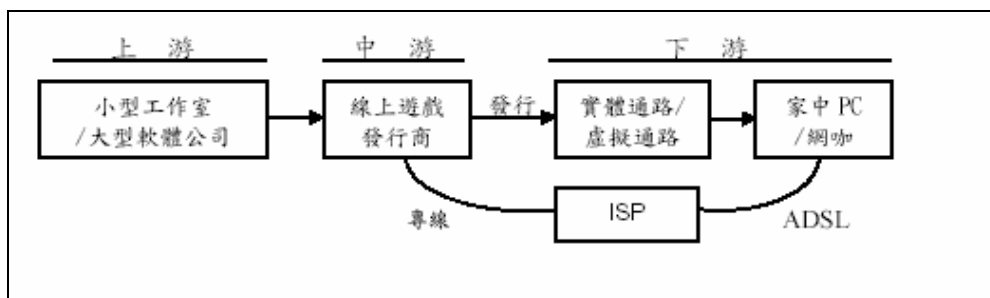 上 游
中 游
下 游
小型工作室
/大型軟體公司
線上遊戲
發行商
發行
實體通路/
虛擬通路
家中 PC
/網咖
專線
ISP
ADSL